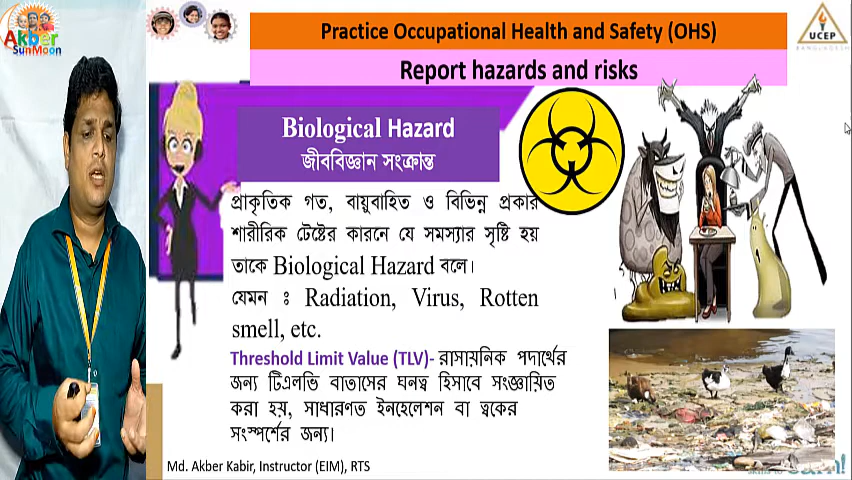 Akber
SunMoon
Practice Occupational Health and Safety (OHS)
Report hazards and risks
UCEP
BANGLADESH
Biological Hazard
জীববিজ্ঞান সংক্রান্ত
প্রাকৃতিক গত, বায়ুবাহিত ও বিভিন্ন প্রকার
শারীরিক টেষ্টের কারনে যে সমস্যার সৃষ্টি হয়
তাকে Biological Hazard বলে।
যেমন ঃ Radiation, Virus, Rotten
smell, etc.
Threshold Limit Value (TLV)- রাসায়নিক পদার্থের
জন্য টিএলভি বাতাসের ঘনত্ব হিসাবে সংজ্ঞায়িত
করা হয়, সাধারণত ইনহেলেশন বা ত্বকের
সংস্পর্শের জন্য।
Md. Akber Kabir, Instructor (EIM), RTS